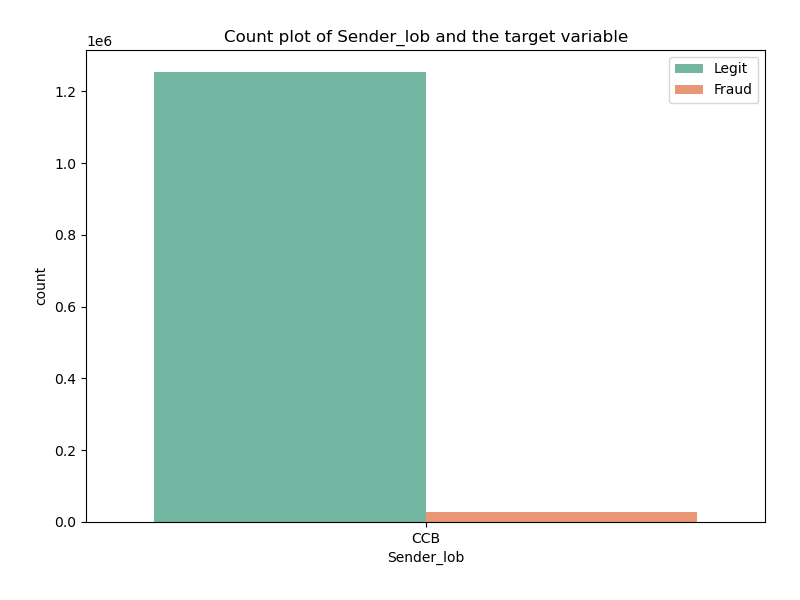 Count plot of Sender_lob and the target variable
1e6
Legit
Fraud
1.2
1.0
0.8
0.6
0.4
0.2
0.0
count
CCB
Sender_lob